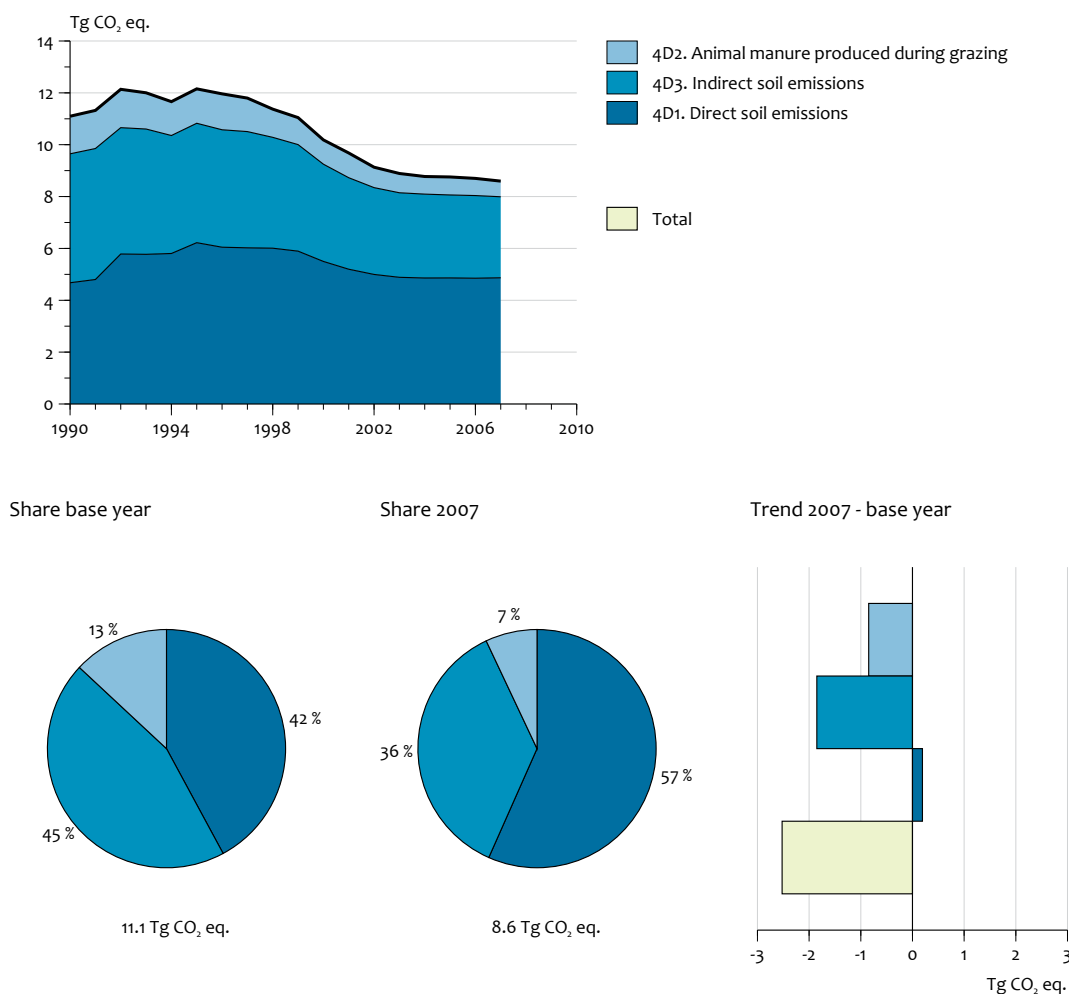 Tg CO₂ eq.
14
12
10
8
6
4
2
0
1990 1994 1998 2002 2006 2010
4D2. Animal manure produced during grazing
4D3. Indirect soil emissions
4D1. Direct soil emissions
Total
Share base year
13 %
42 %
45 %
11.1 Tg CO₂ eq.
Share 2007
7 %
36 %
57 %
8.6 Tg CO₂ eq.
Trend 2007 - base year
-3 -2 -1 0 1 2 3
Tg CO₂ eq.